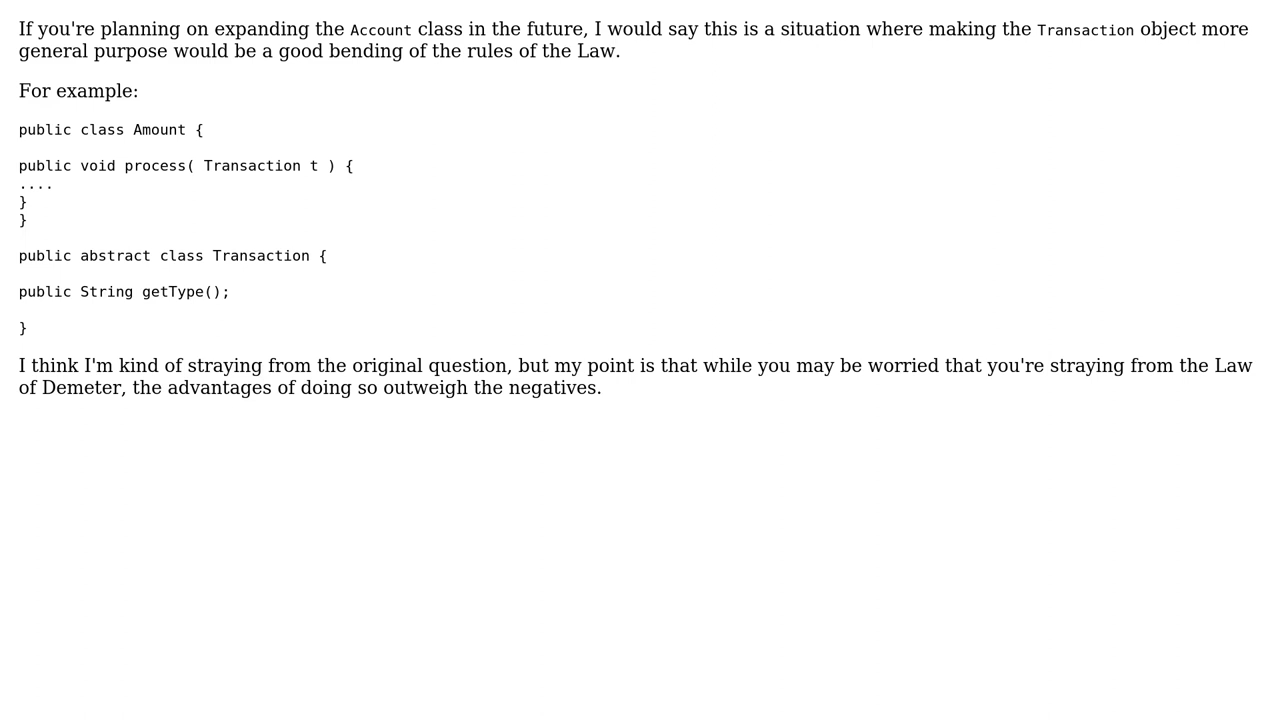 If you're planning on expanding the Account class in the future, I would say this is a situation where making the Transaction object more
general purpose would be a good bending of the rules of the Law.
For example:
public class Amount {
public void process( Transaction t ) {
....
}
}
public abstract class Transaction {
public String getType();
}
I think I'm kind of straying from the original question, but my point is that while you may be worried that you're straying from the Law
of Demeter, the advantages of doing so outweigh the negatives.